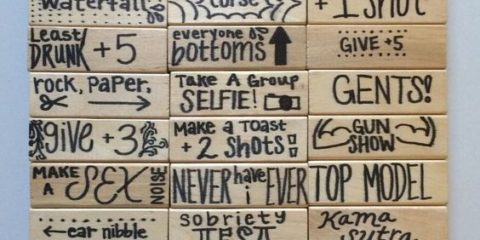 waterfall
curse
+ 1 shot
Least
DRUNK +5
everyone
bottoms
GIVE +5
rock, paper,
Take A Group
SELFIE!
GENTS!
give +3
Make a Toast
+ 2 Shots!
GUN
SHOW
MAKE
A SEX
NOISE
NEVER have i EVER
TOP MODEL
ear nibble
sobriety
TEST
Kama
sutra